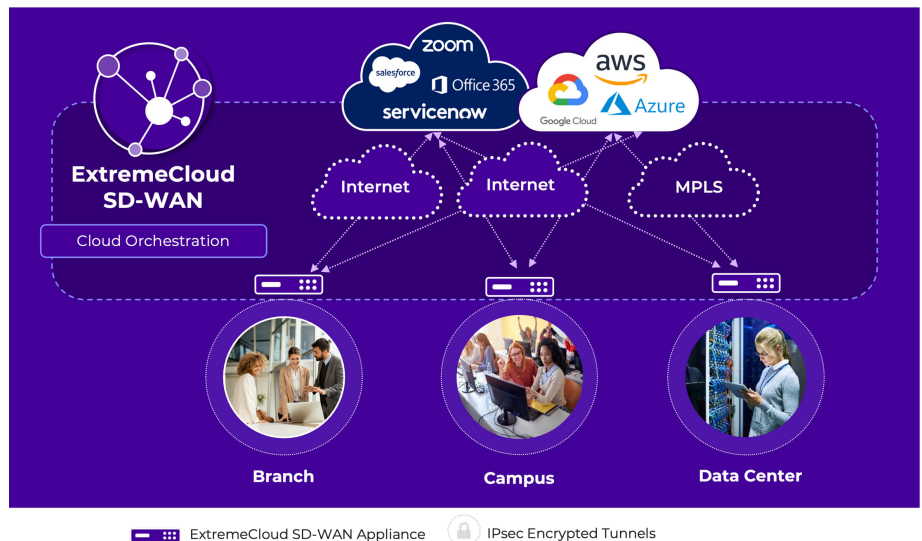 zoom
salesforce
Office 365
servicenow
aws
Google Cloud
Azure
ExtremeCloud
SD-WAN
Cloud Orchestration
Internet
Internet
MPLS
Branch
Campus
Data Center
ExtremeCloud SD-WAN Appliance
IPsec Encrypted Tunnels